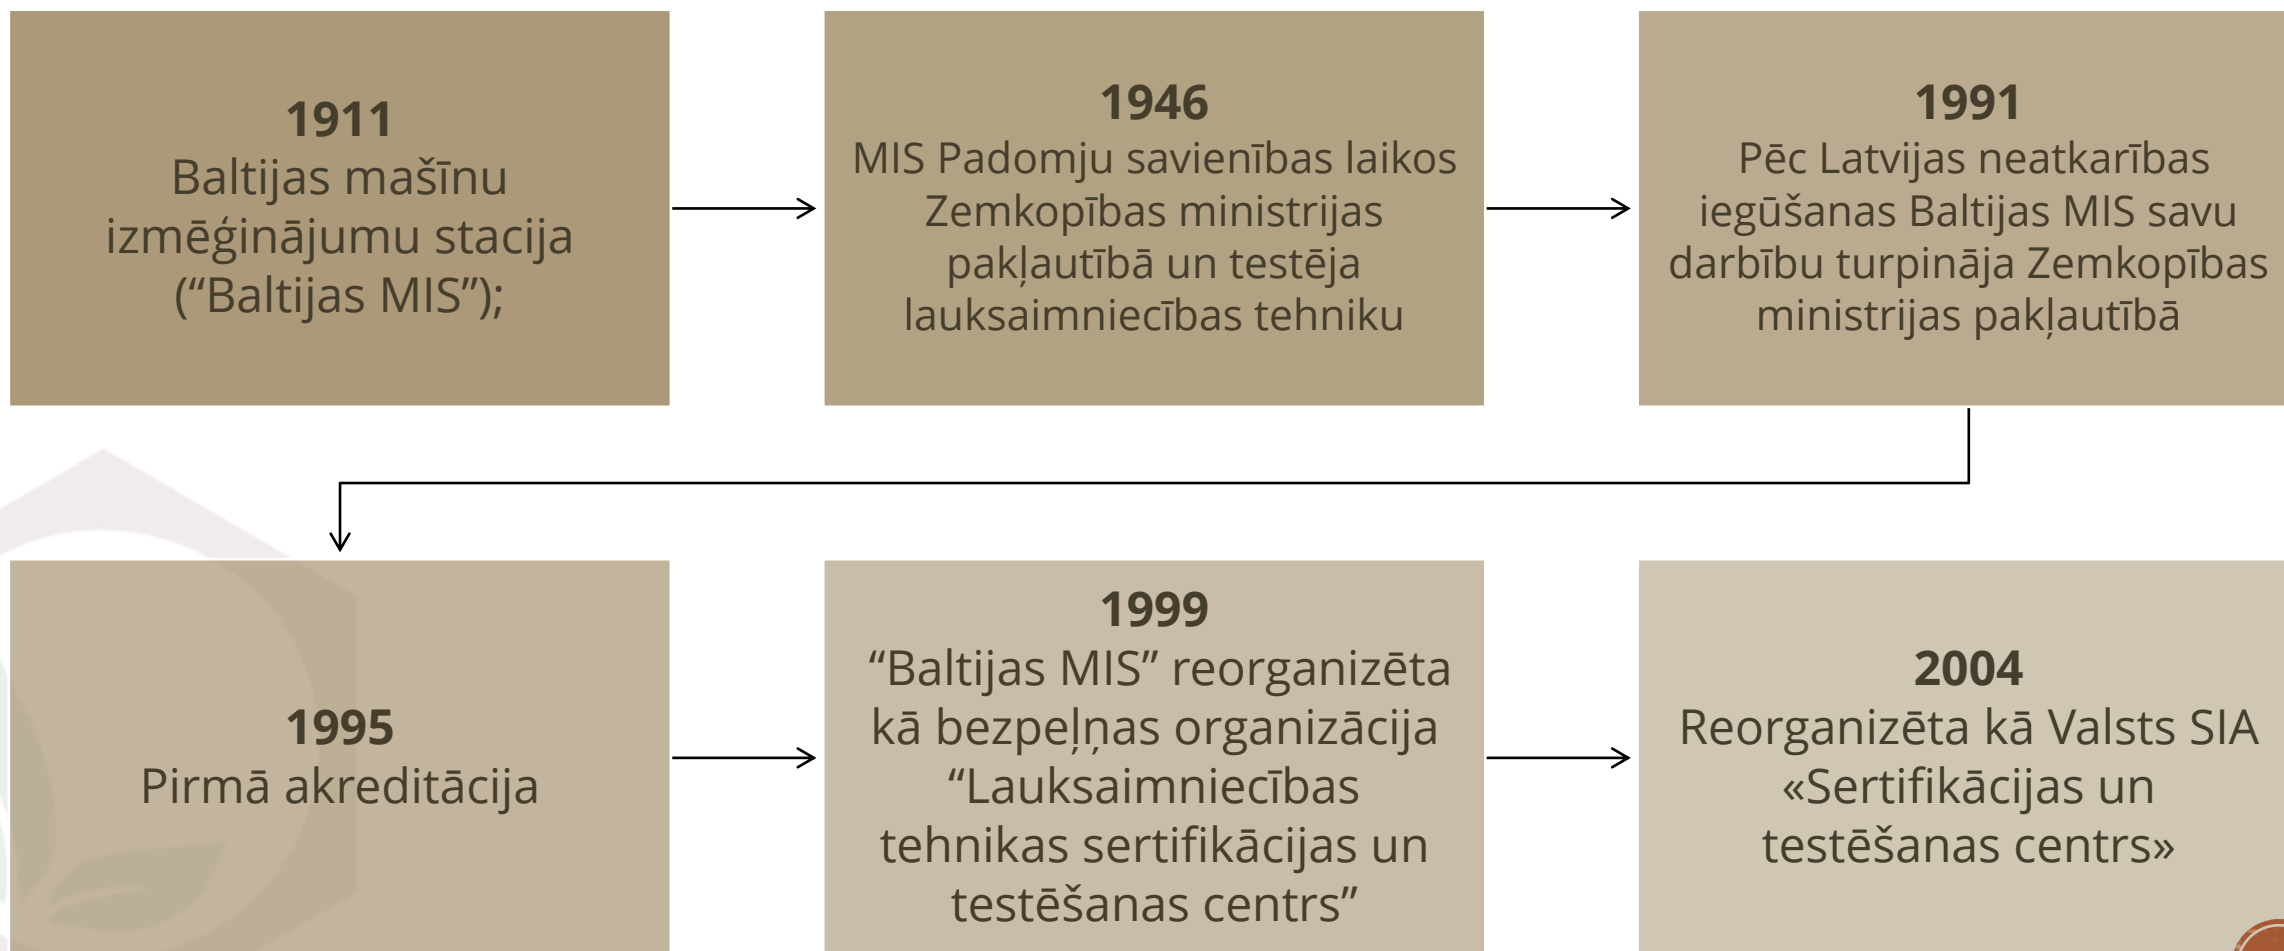 1911
Baltijas mašīnu
izmēģinājumu stacija
(“Baltijas MIS”);
1946
MIS Padomju savienības laikos
Zemkopības ministrijas
pakļautībā un testēja
lauksaimniecības tehniku
1991
Pēc Latvijas neatkarības
iegūšanas Baltijas MIS savu
darbību turpināja Zemkopības
ministrijas pakļautībā
1995
Pirmā akreditācija
1999
“Baltijas MIS” reorganizēta
kā bezpeļņas organizācija
“Lauksaimniecības
tehnikas sertifikācijas un
testēšanas centrs”
2004
Reorganizēta kā Valsts SIA
«Sertifikācijas un
testēšanas centrs»